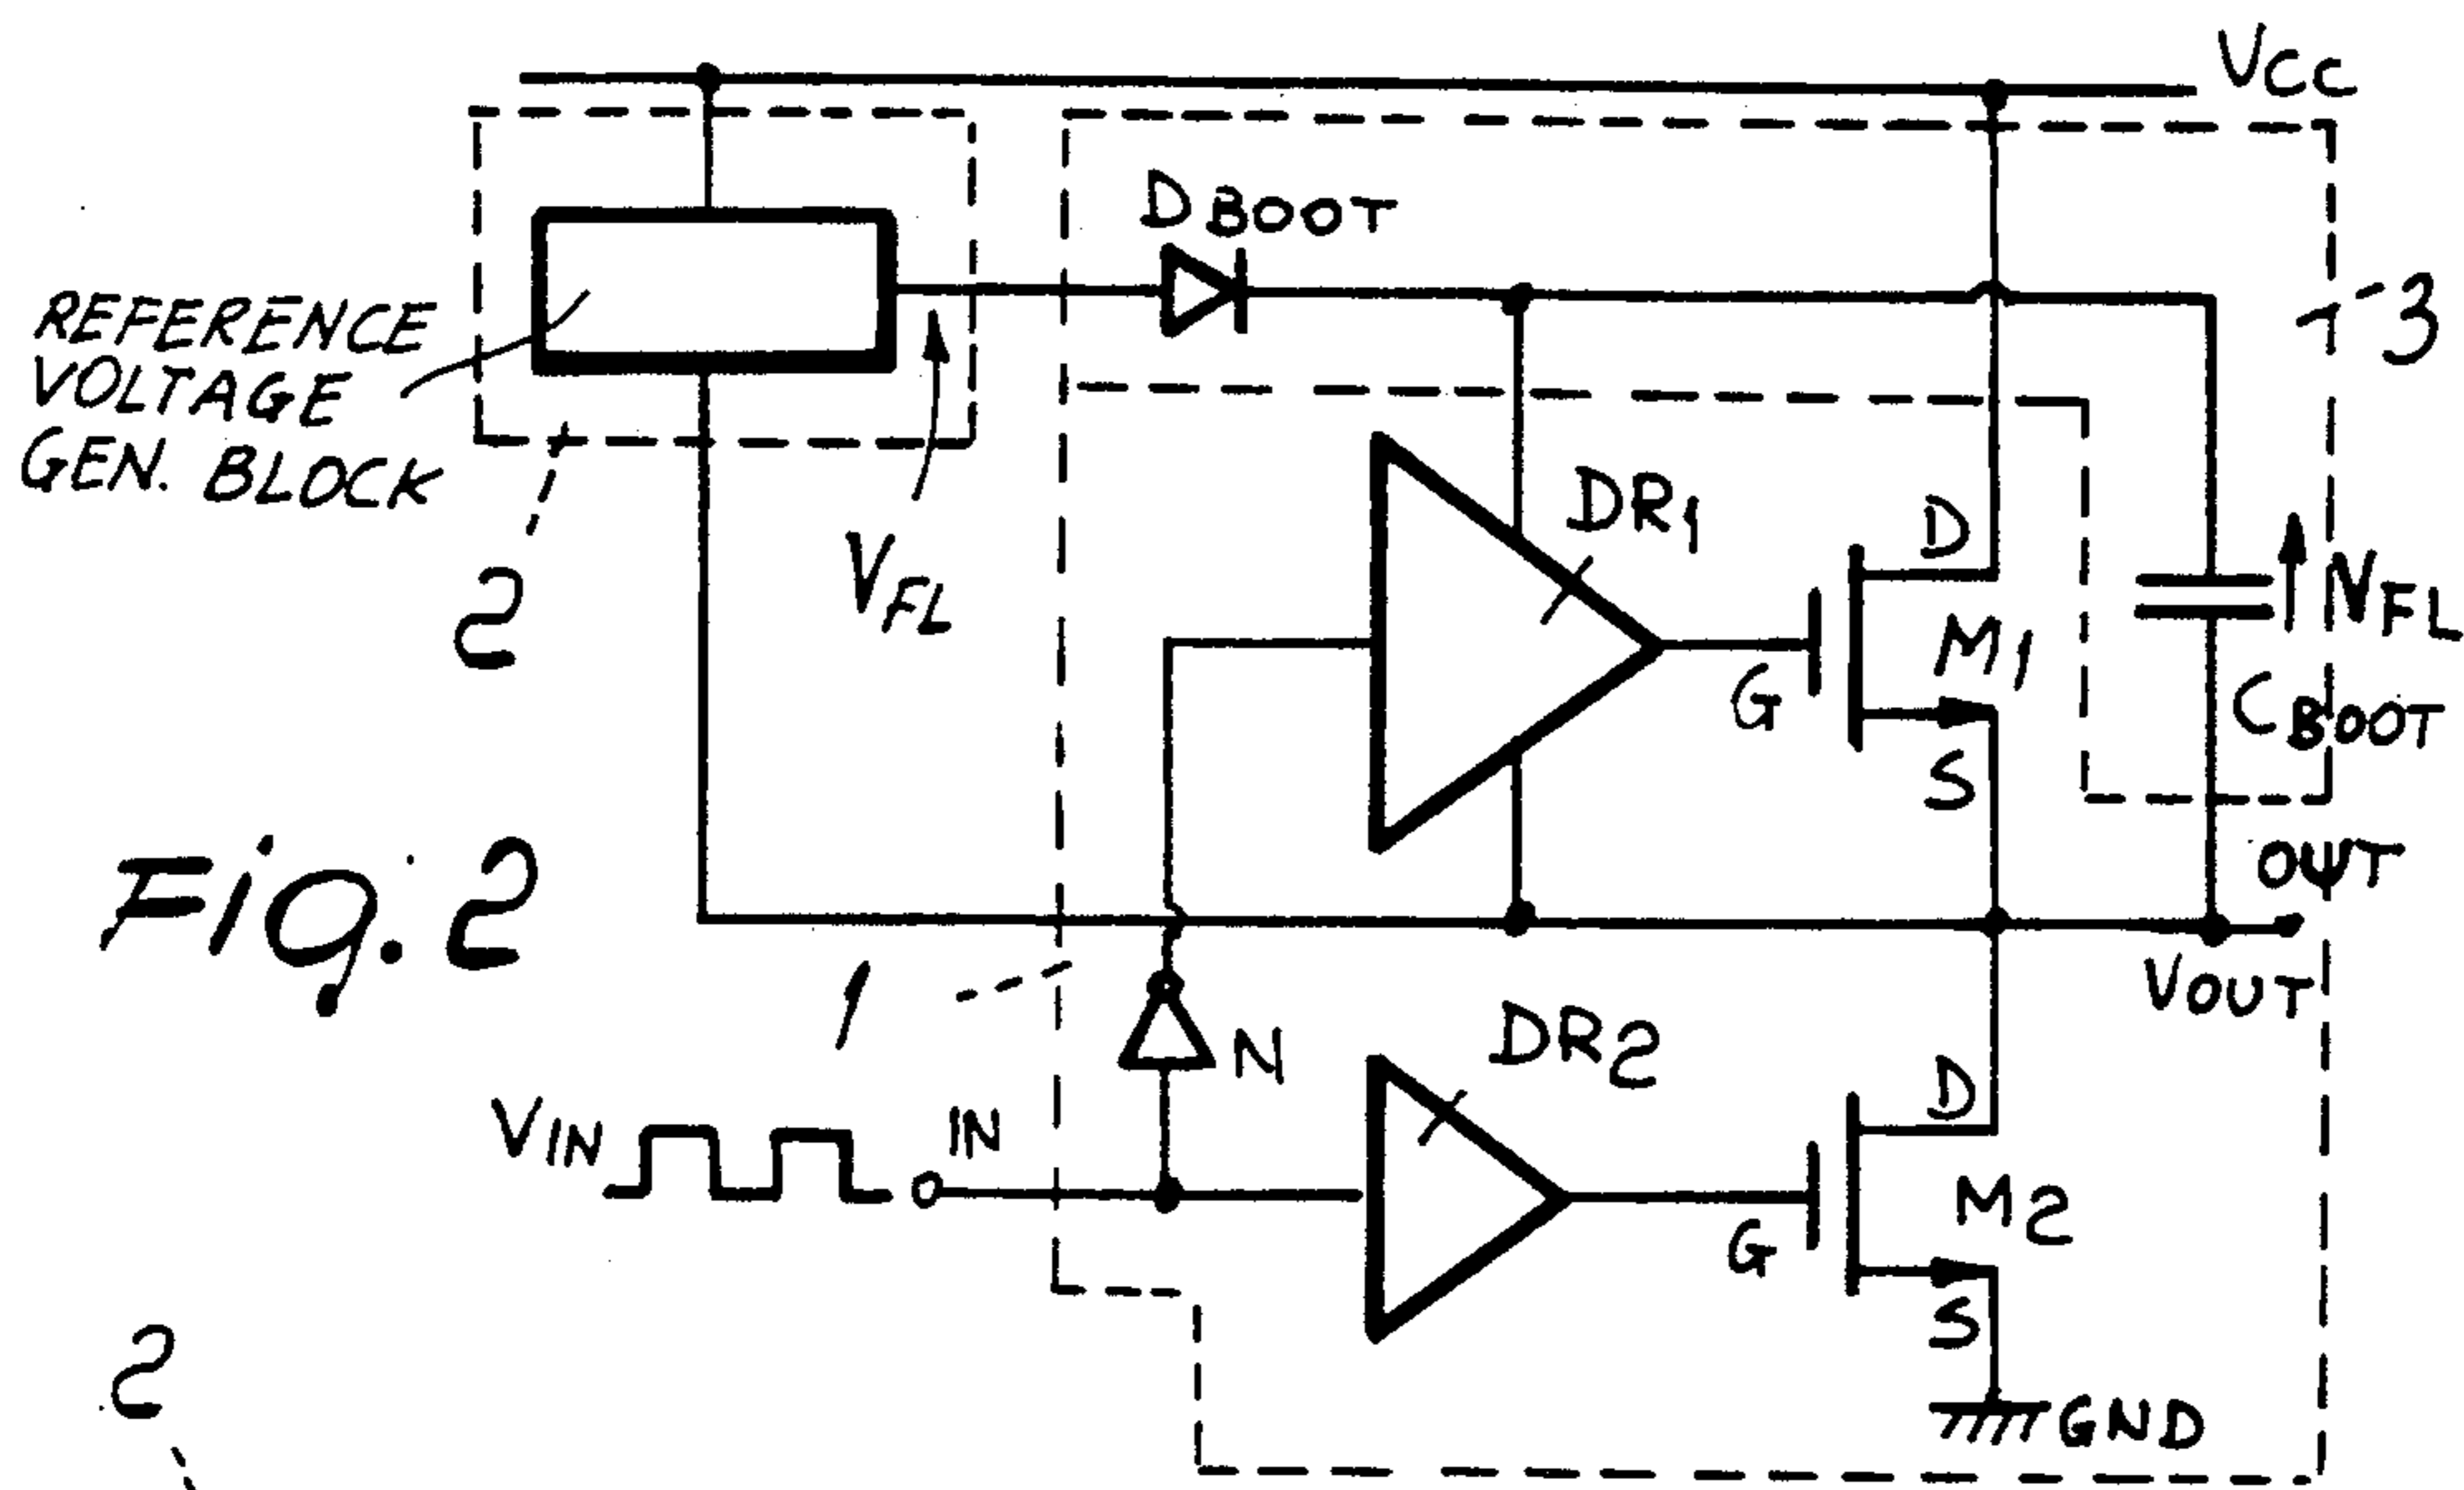 VCC
DBOOT
3
REFERENCE
VOLTAGE
GEN. BLOCK
2
VFL
DR1
D
G
M1
S
VFL
CBOOT
OUT
VOUT
Fig. 2
1
N
DR2
VIN
IN
D
G
M2
S
GND
2